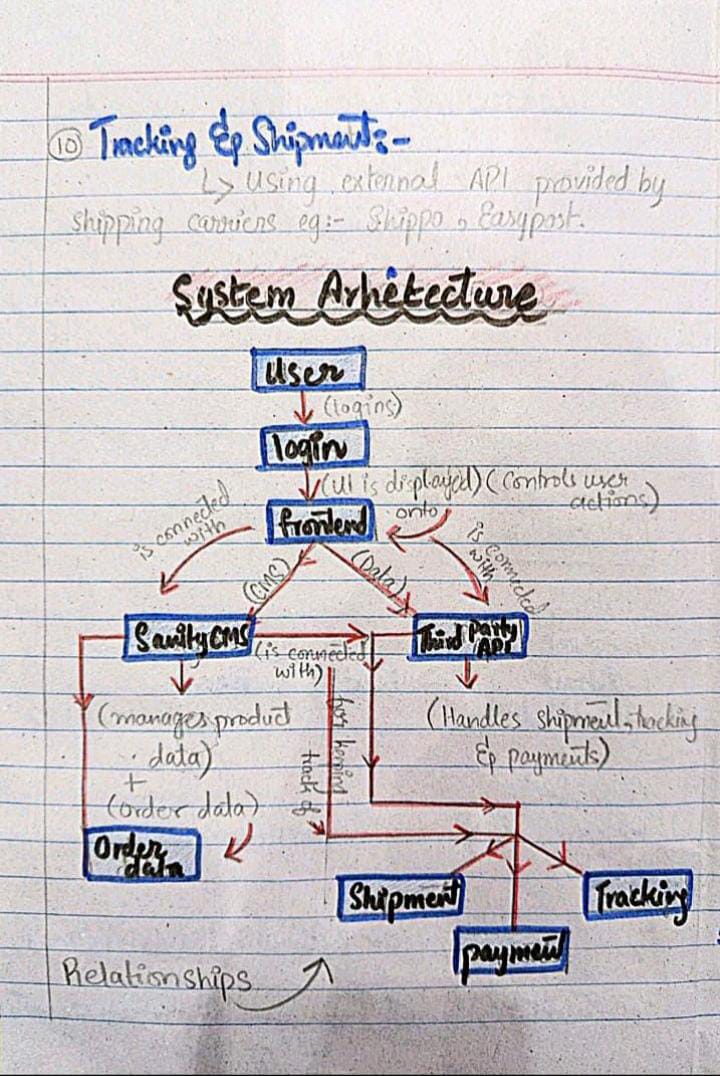 10 Tracking & Shipment:-
↳ Using external API provided by
shipping carriers eg:- Shippo, Easypost.
System Arhetecture
User
(logins)
login
(UI is displayed) (Controls user
onto actions)
frontend
is connected
with
is connected
with
(CMS)
(Data)
Sanity CMS
Third Party
API
(is connected
with)
(manages product
data)
+
(order data)
(Handles shipment, tracking
& payments)
track of
Order
data
Shipment
Tracking
payment
Relationships